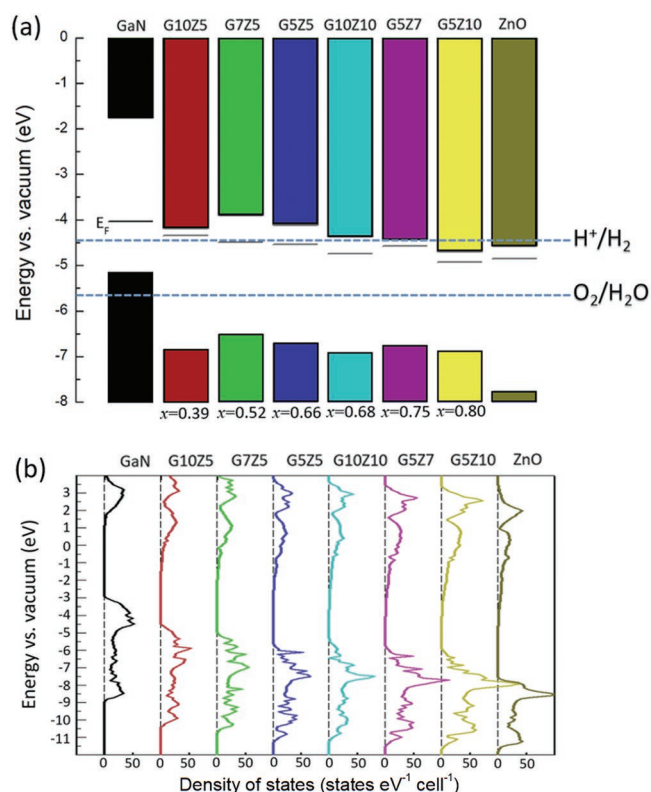 (a)
GaN G10Z5 G7Z5 G5Z5 G10Z10 G5Z7 G5Z10 ZnO
0
-1
-2
-3
-4
-5
-6
-7
-8
Energy vs. vacuum (eV)
E_F
H⁺/H₂
O₂/H₂O
x=0.39 x=0.52 x=0.66 x=0.68 x=0.75 x=0.80
(b)
GaN G10Z5 G7Z5 G5Z5 G10Z10 G5Z7 G5Z10 ZnO
3
2
1
0
-1
-2
-3
-4
-5
-6
-7
-8
-9
-10
-11
Energy vs. vacuum (eV)
0 50 0 50 0 50 0 50 0 50 0 50 0 50 0 50
Density of states (states eV⁻¹ cell⁻¹)